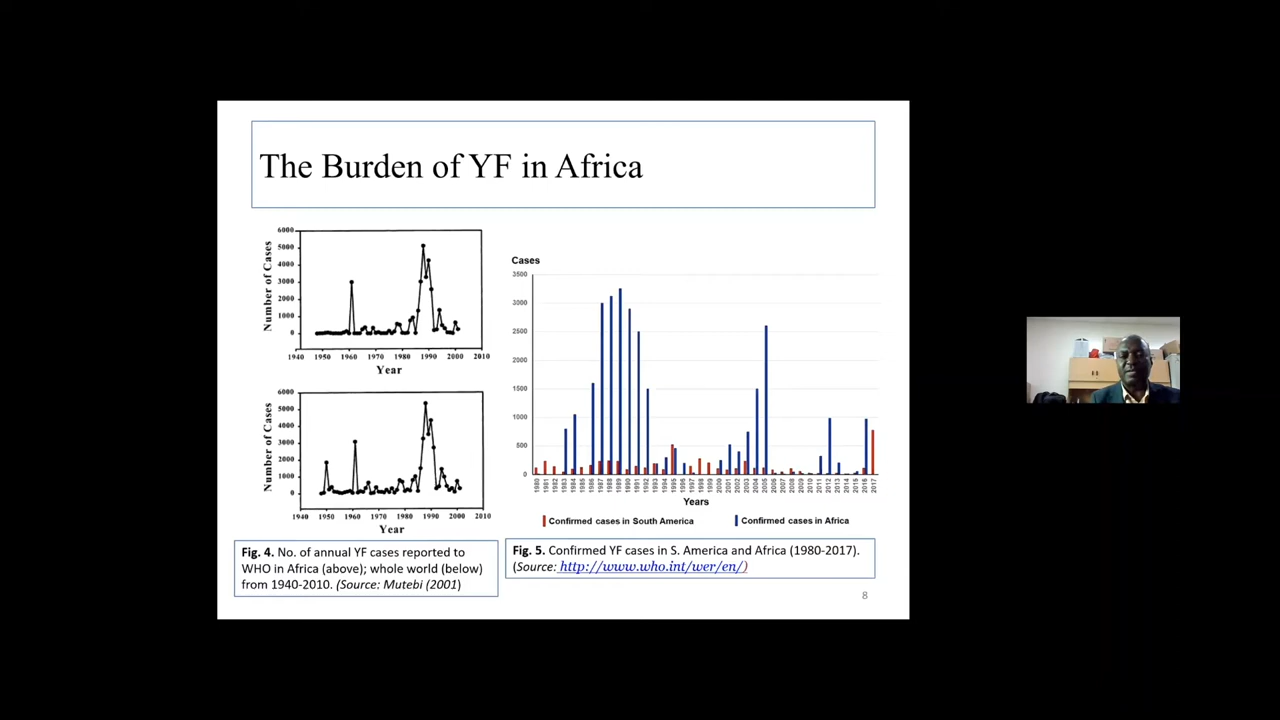 The Burden of YF in Africa
6000
5000
4000
3000
2000
1000
0
Number of Cases
1940 1950 1960 1970 1980 1990 2000 2010
Year
6000
5000
4000
3000
2000
1000
0
Number of Cases
1940 1950 1960 1970 1980 1990 2000 2010
Year
Fig. 4. No. of annual YF cases reported to
WHO in Africa (above); whole world (below)
from 1940-2010. (Source: Mutebi (2001)
Cases
3500
3000
2500
2000
1500
1000
500
0
Years
Confirmed cases in South America
Confirmed cases in Africa
Fig. 5. Confirmed YF cases in S. America and Africa (1980-2017).
(Source: http://www.who.int/wer/en/)
8